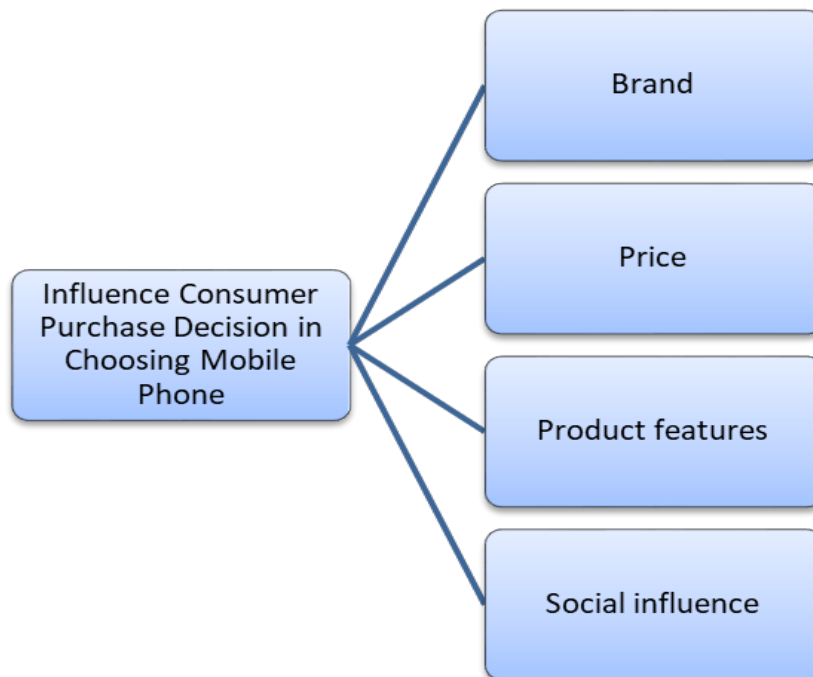 Brand
Price
Influence Consumer
Purchase Decision in
Choosing Mobile
Phone
Product features
Social influence